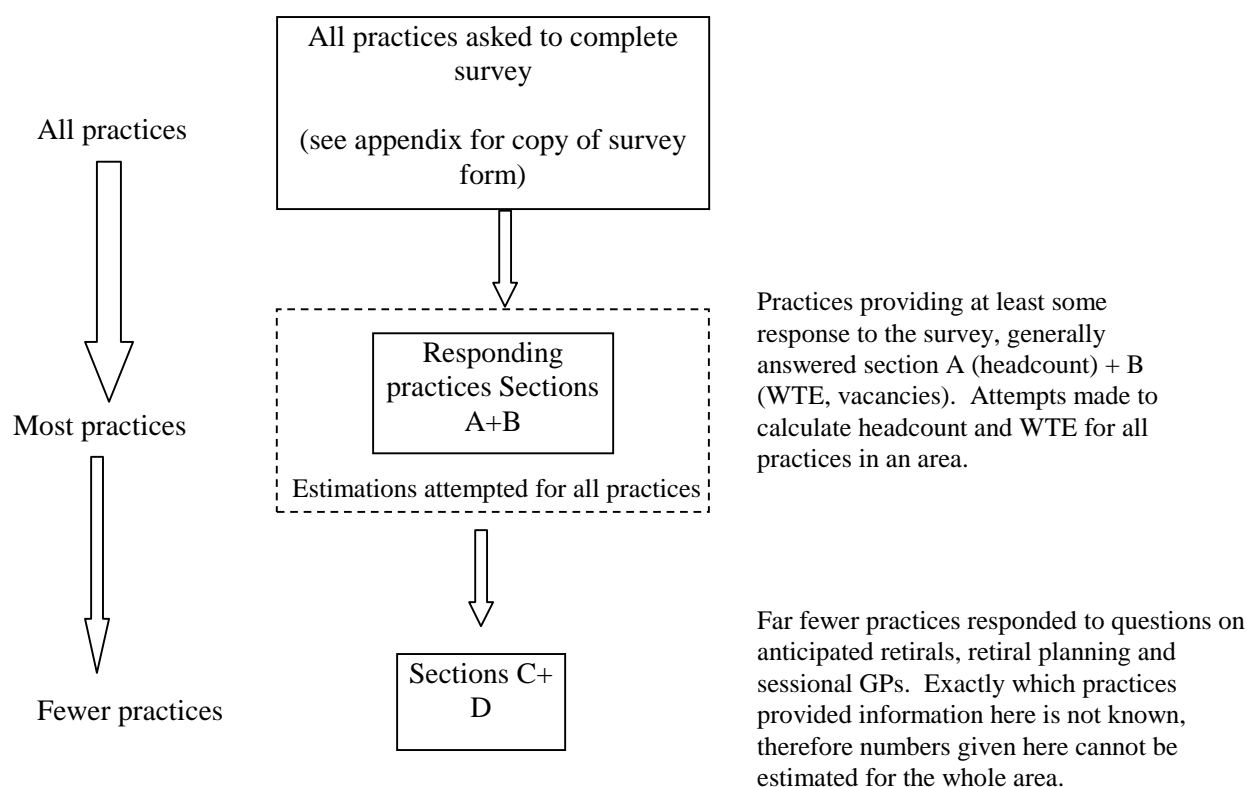 All practices asked to complete
survey
(see appendix for copy of survey
form)
All practices
Practices providing at least some
response to the survey, generally
answered section A (headcount) + B
(WTE, vacancies).  Attempts made to
calculate headcount and WTE for all
practices in an area.
Responding
practices Sections
A+B
Most practices
Estimations attempted for all practices
Far fewer practices responded to questions on
anticipated retirals, retiral planning and
sessional GPs.  Exactly which practices
provided information here is not known,
therefore numbers given here cannot be
estimated for the whole area.
Sections C+
D
Fewer practices